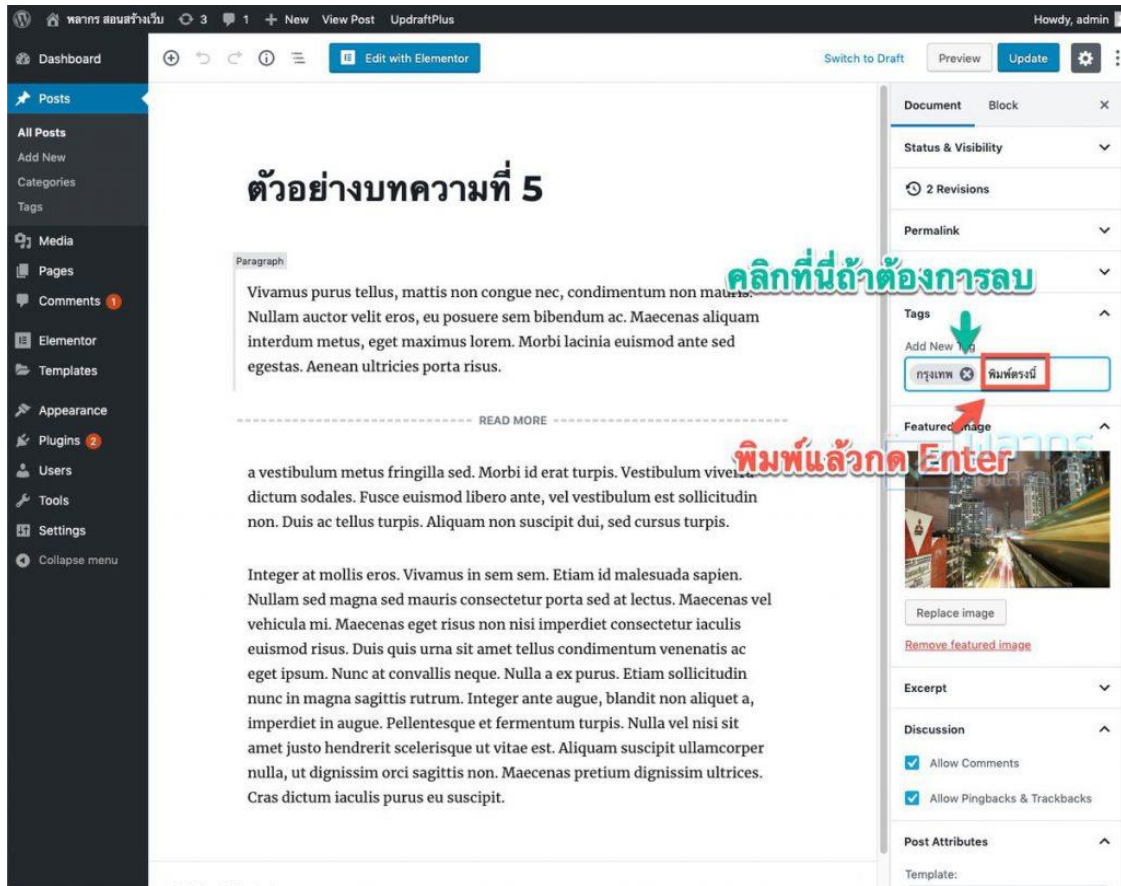 พลากร สอนสร้างเว็บ 3 1 + New View Post UpdraftPlus Howdy, admin
Dashboard
Posts
All Posts
Add New
Categories
Tags
Media
Pages
Comments 1
Elementor
Templates
Appearance
Plugins 2
Users
Tools
Settings
Collapse menu
Edit with Elementor Switch to Draft Preview Update
ตัวอย่างบทความที่ 5
Paragraph
Vivamus purus tellus, mattis non congue nec, condimentum non mauris.
Nullam auctor velit eros, eu posuere sem bibendum ac. Maecenas aliquam
interdum metus, eget maximus lorem. Morbi lacinia euismod ante sed
egestas. Aenean ultricies porta risus.
READ MORE
a vestibulum metus fringilla sed. Morbi id erat turpis. Vestibulum viverra
dictum sodales. Fusce euismod libero ante, vel vestibulum est sollicitudin
non. Duis ac tellus turpis. Aliquam non suscipit dui, sed cursus turpis.
Integer at mollis eros. Vivamus in sem sem. Etiam id malesuada sapien.
Nullam sed magna sed mauris consectetur porta sed at lectus. Maecenas vel
vehicula mi. Maecenas eget risus non nisi imperdiet consectetur iaculis
euismod risus. Duis quis urna sit amet tellus condimentum venenatis ac
eget ipsum. Nunc at convallis neque. Nulla a ex purus. Etiam sollicitudin
nunc in magna sagittis rutrum. Integer ante augue, blandit non aliquet a,
imperdiet in augue. Pellentesque et fermentum turpis. Nulla vel nisi sit
amet justo hendrerit scelerisque ut vitae est. Aliquam suscipit ullamcorper
nulla, ut dignissim orci sagittis non. Maecenas pretium dignissim ultrices.
Cras dictum iaculis purus eu suscipit.
Document Block
Status & Visibility
2 Revisions
Permalink
คลิกที่นี่ถ้าต้องการลบ
Tags
Add New Tag
กรุงเทพ พิมพ์ตรงนี้
Featured Image
พิมพ์แล้วกด Enter
Replace image
Remove featured image
Excerpt
Discussion
Allow Comments
Allow Pingbacks & Trackbacks
Post Attributes
Template: